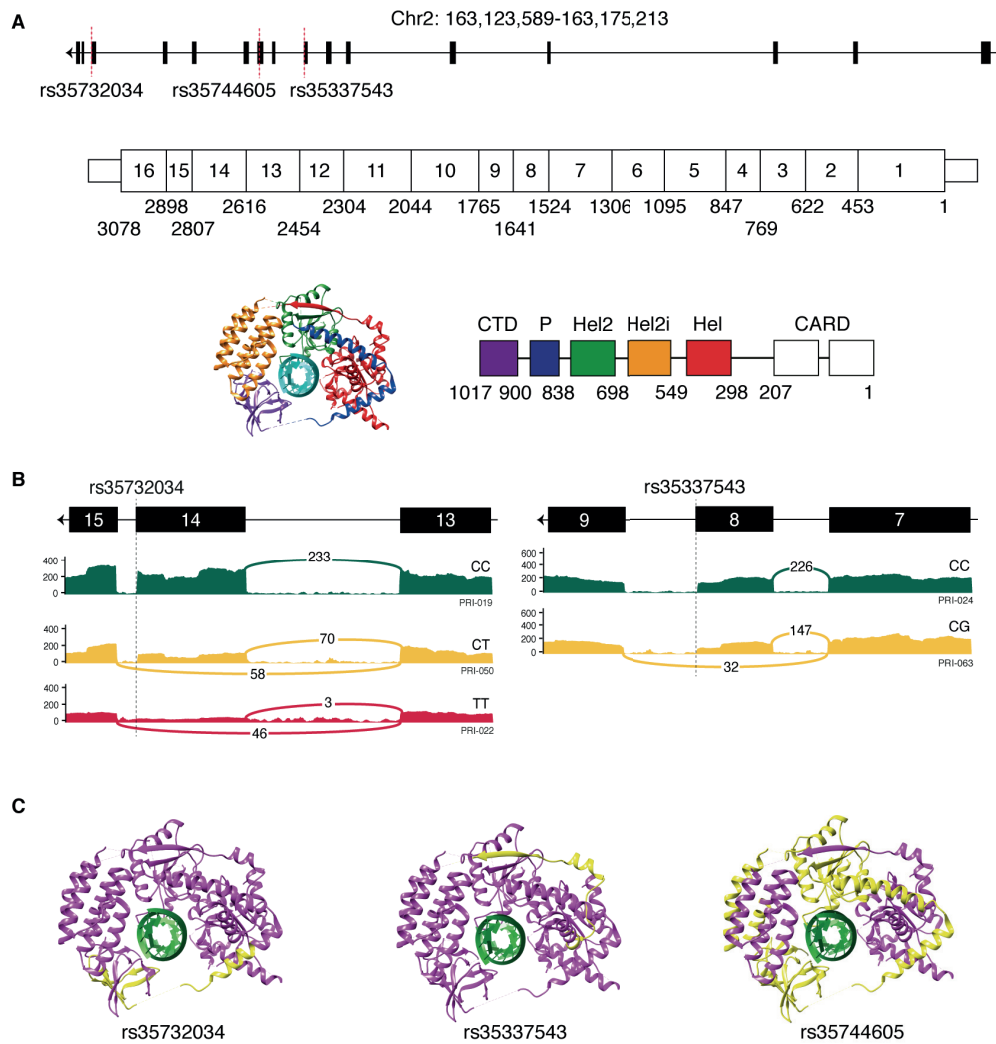 A
Chr2: 163,123,589-163,175,213
rs35732034 rs35744605 rs35337543
16 15 14 13 12 11 10 9 8 7 6 5 4 3 2 1
2898 2616 2304 2044 1765 1524 1306 1095 847 622 453 1
3078 2807 2454 1641 769
CTD P Hel2 Hel2i Hel CARD
1017 900 838 698 549 298 207 1
B
rs35732034
15 14 13
400
200
0
233
CC
PRI-019
400
200
0
70
58
CT
PRI-050
400
200
0
3
46
TT
PRI-022
rs35337543
9 8 7
600
400
200
0
226
CC
PRI-024
600
400
200
0
147
32
CG
PRI-063
C
rs35732034 rs35337543 rs35744605